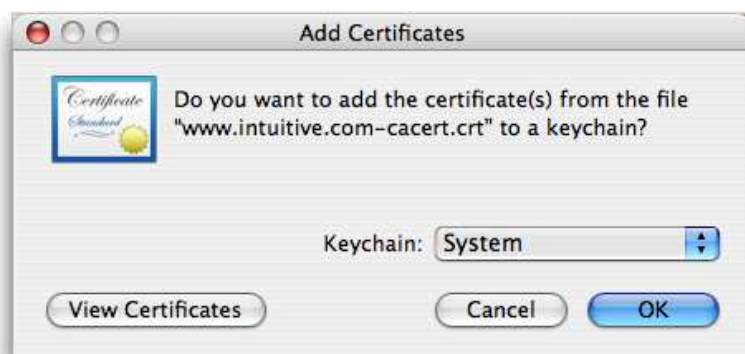 Add Certificates
Certificate
Standard
Do you want to add the certificate(s) from the file
"www.intuitive.com-cacert.crt" to a keychain?
Keychain: System
View Certificates Cancel OK